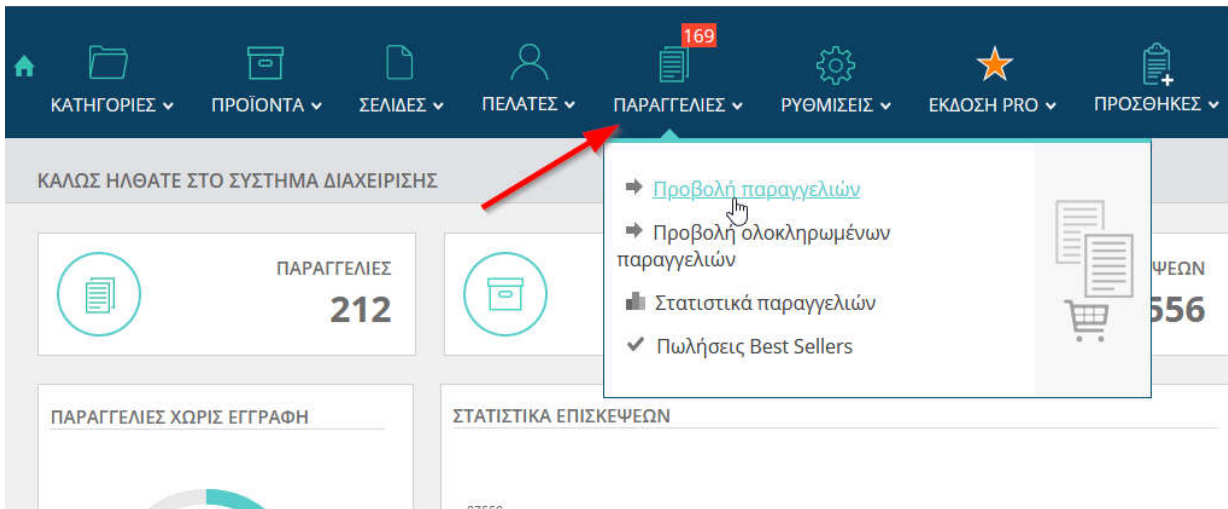 169
ΚΑΤΗΓΟΡΙΕΣ ΠΡΟΪΟΝΤΑ ΣΕΛΙΔΕΣ ΠΕΛΑΤΕΣ ΠΑΡΑΓΓΕΛΙΕΣ ΡΥΘΜΙΣΕΙΣ ΕΚΔΟΣΗ PRO ΠΡΟΣΘΗΚΕΣ
ΚΑΛΩΣ ΗΛΘΑΤΕ ΣΤΟ ΣΥΣΤΗΜΑ ΔΙΑΧΕΙΡΙΣΗΣ
Προβολή παραγγελιών
Προβολή ολοκληρωμένων
παραγγελιών
Στατιστικά παραγγελιών
Πωλήσεις Best Sellers
ΠΑΡΑΓΓΕΛΙΕΣ
212
ΨΕΩΝ
556
ΠΑΡΑΓΓΕΛΙΕΣ ΧΩΡΙΣ ΕΓΓΡΑΦΗ
ΣΤΑΤΙΣΤΙΚΑ ΕΠΙΣΚΕΨΕΩΝ